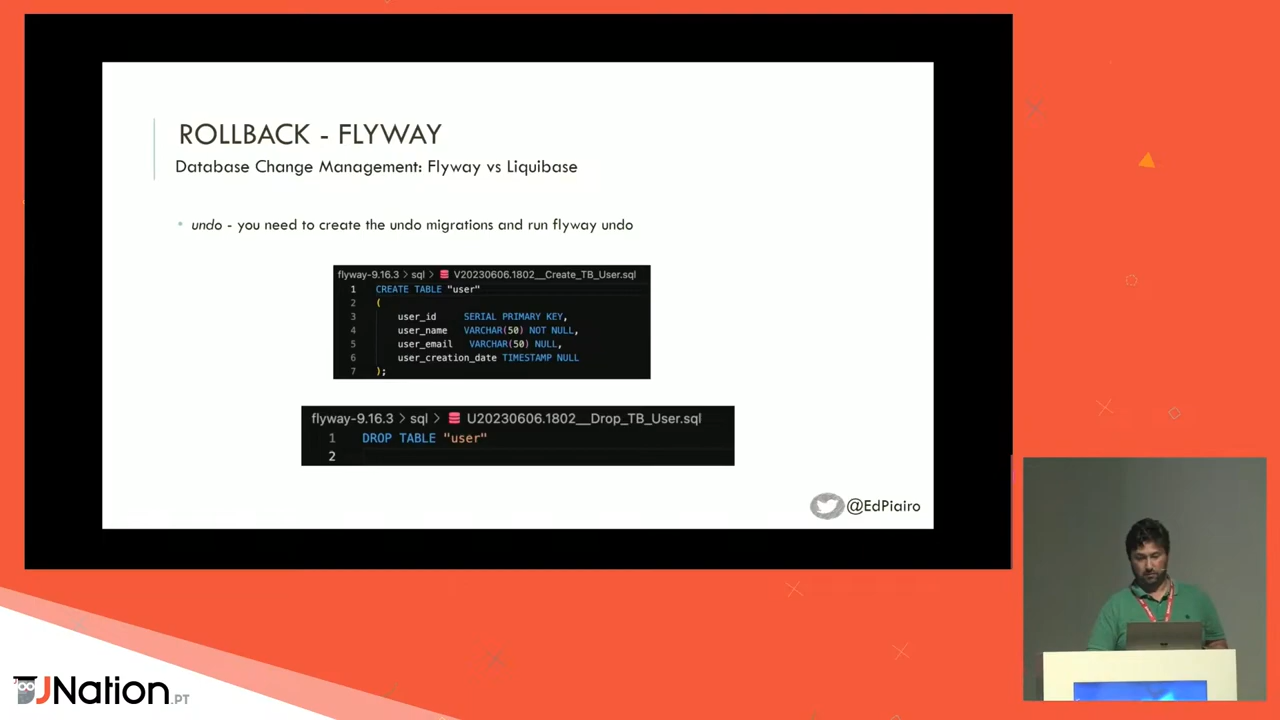 ROLLBACK - FLYWAY
Database Change Management: Flyway vs Liquibase
• undo - you need to create the undo migrations and run flyway undo
flyway-9.16.3 > sql > V20230606.1802__Create_TB_User.sql
1 CREATE TABLE "user"
2 (
3 user_id SERIAL PRIMARY KEY,
4 user_name VARCHAR(50) NOT NULL,
5 user_email VARCHAR(50) NULL,
6 user_creation_date TIMESTAMP NULL
7 );
flyway-9.16.3 > sql > U20230606.1802__Drop_TB_User.sql
1 DROP TABLE "user"
2
@EdPiairo
JNation.PT